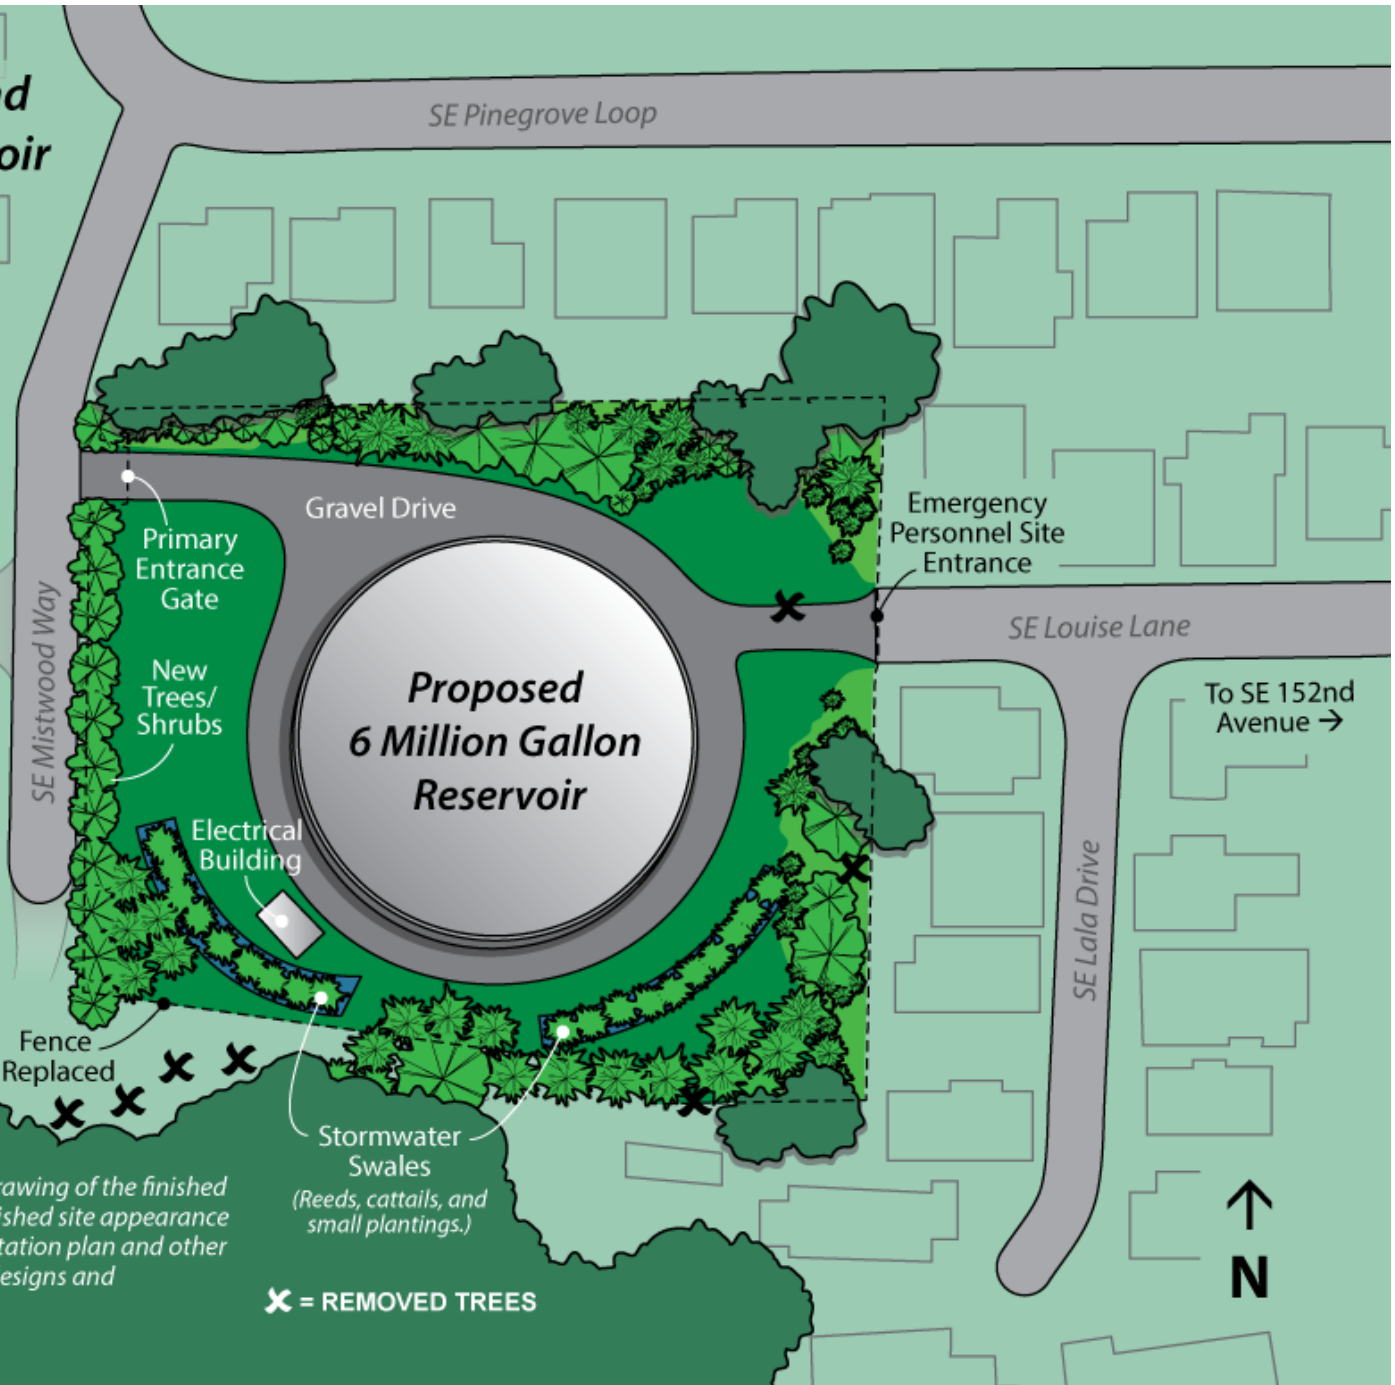 SE Pinegrove Loop
oir
Gravel Drive
Primary
Entrance
Gate
Emergency
Personnel Site
Entrance
SE Louise Lane
SE Mistwood Way
New
Trees/
Shrubs
Proposed
6 Million Gallon
Reservoir
To SE 152nd
Avenue →
Electrical
Building
SE Lala Drive
Fence
Replaced
Stormwater
Swales
(Reeds, cattails, and
small plantings.)
rawing of the finished
ished site appearance
tation plan and other
esigns and
N
X = REMOVED TREES